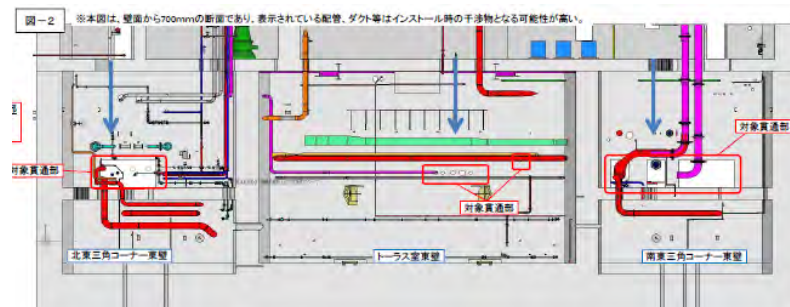 図－2
※本図は、壁面から700mmの断面であり、表示されている配管、ダクト等はインストール時の干渉物となる可能性が高い。
対象貫通部
対象貫通部
対象貫通部
北東三角コーナー東壁
トーラス室東壁
南東三角コーナー東壁